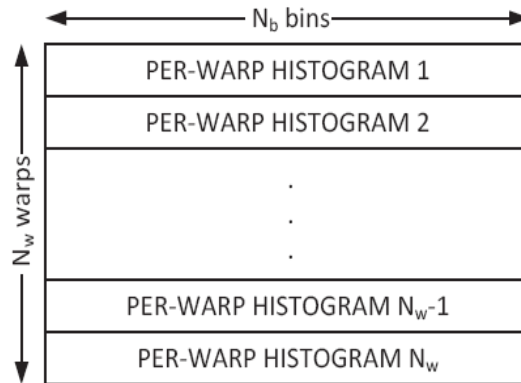 N_b bins
N_w warps
PER-WARP HISTOGRAM 1
PER-WARP HISTOGRAM 2
.
.
.
PER-WARP HISTOGRAM N_w-1
PER-WARP HISTOGRAM N_w